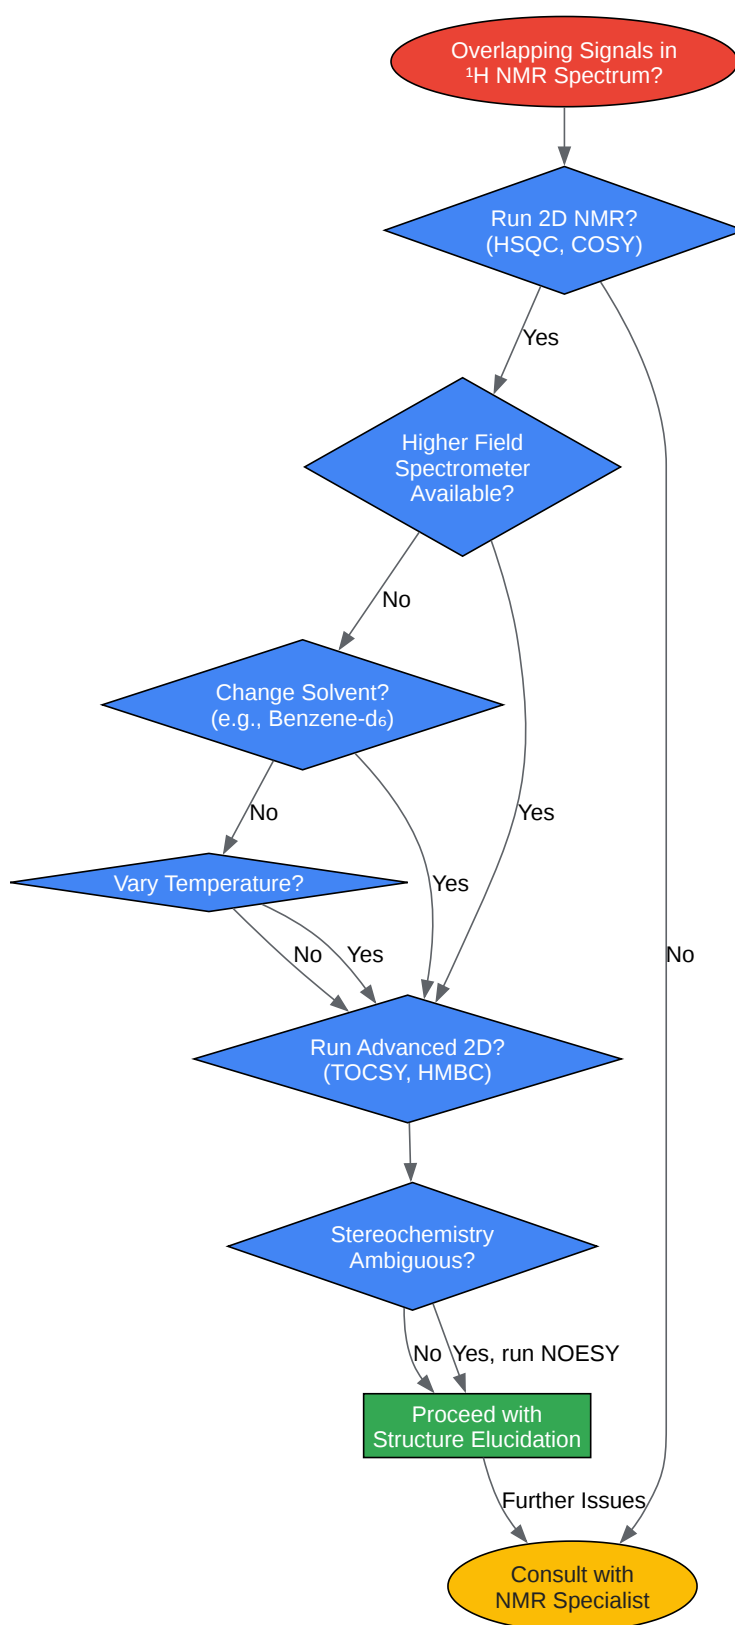 Overlapping Signals in
¹H NMR Spectrum?
Run 2D NMR?
(HSQC, COSY)
Yes
Higher Field
Spectrometer
Available?
No
Change Solvent?
(e.g., Benzene-d₆)
No
Yes
Vary Temperature?
Yes
No
Yes
No
Run Advanced 2D?
(TOCSY, HMBC)
Stereochemistry
Ambiguous?
No
Yes, run NOESY
Proceed with
Structure Elucidation
Further Issues
Consult with
NMR Specialist